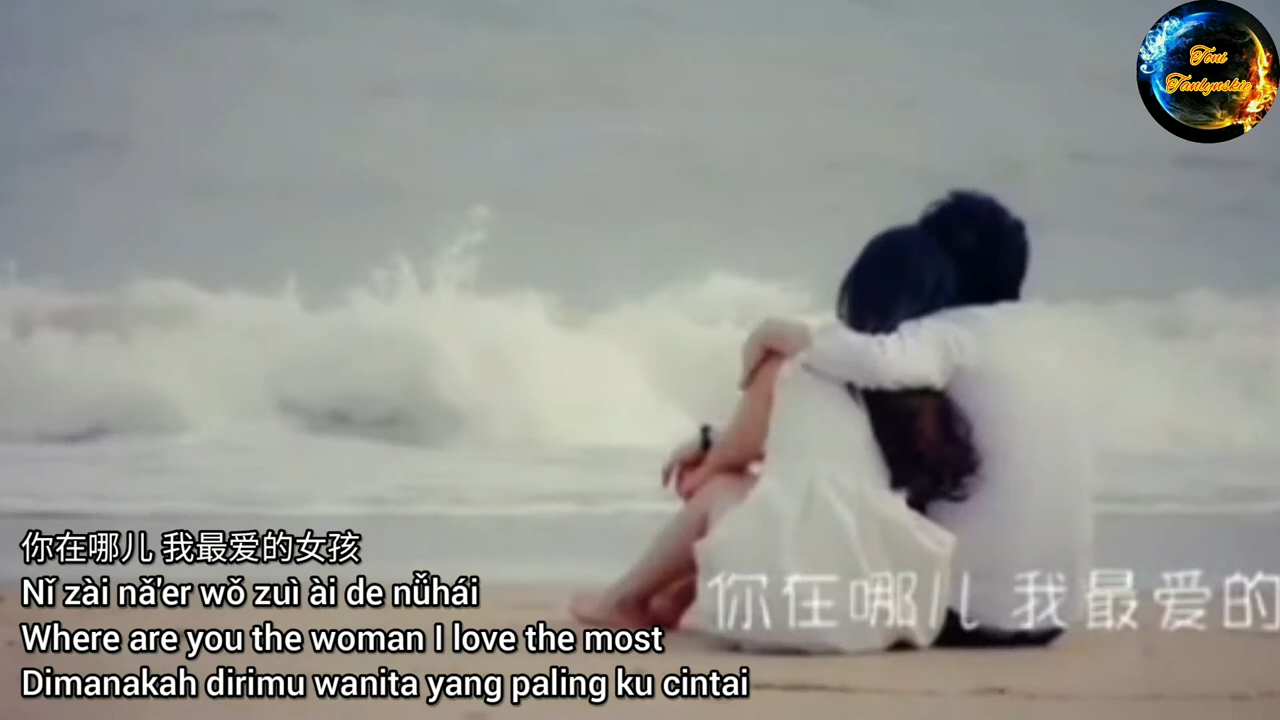 Toni
Tanlynskie
你在哪儿 我最爱的女孩
Nǐ zài nǎ'er wǒ zuì ài de nǚhái
Where are you the woman I love the most
Dimanakah dirimu wanita yang paling ku cintai
你在哪儿 我最爱的